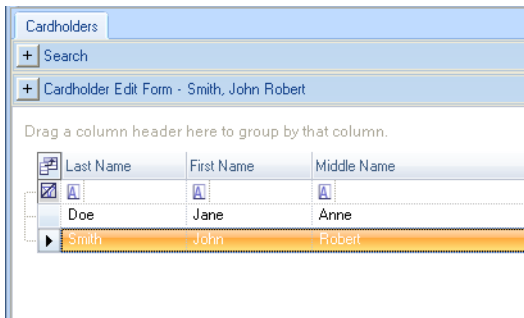 Cardholders
+ Search
+ Cardholder Edit Form - Smith, John Robert
Drag a column header here to group by that column.
Last Name First Name Middle Name
A A A
Doe Jane Anne
Smith John Robert